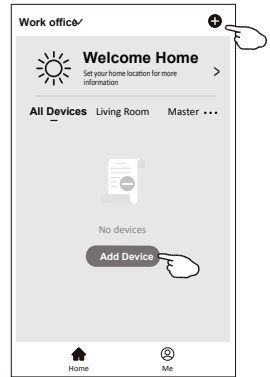 Work office
Welcome Home
Set your home location for more
information
All Devices Living Room Master
No devices
Add Device
Home Me